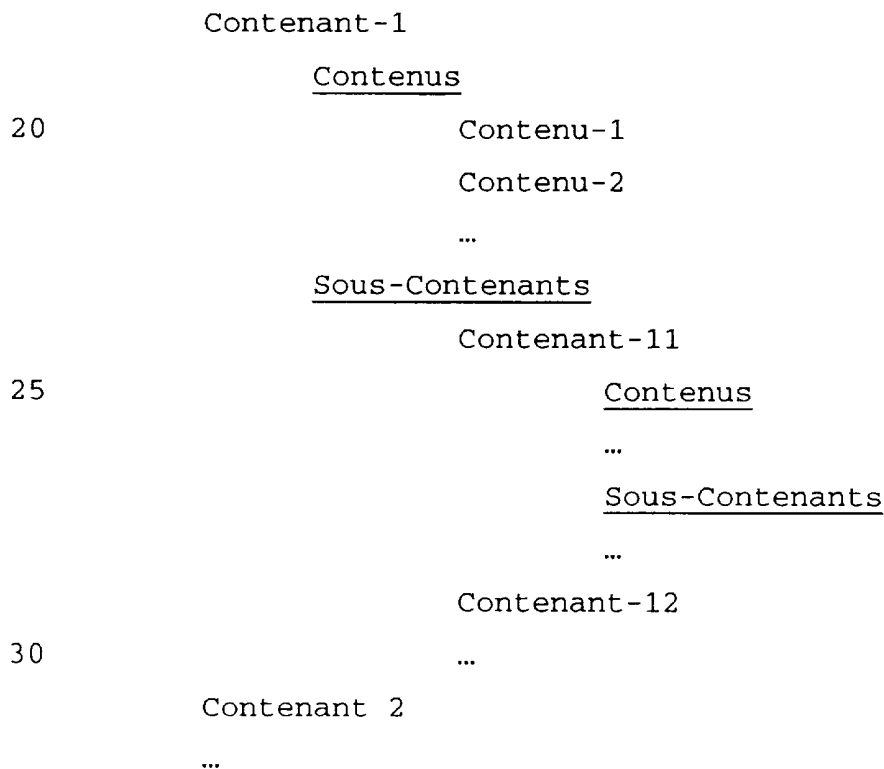 Contenant-1
Contenus
20 Contenu-1
Contenu-2
…
Sous-Contenants
Contenant-11
25 Contenus
…
Sous-Contenants
…
Contenant-12
30 …
Contenant 2
…